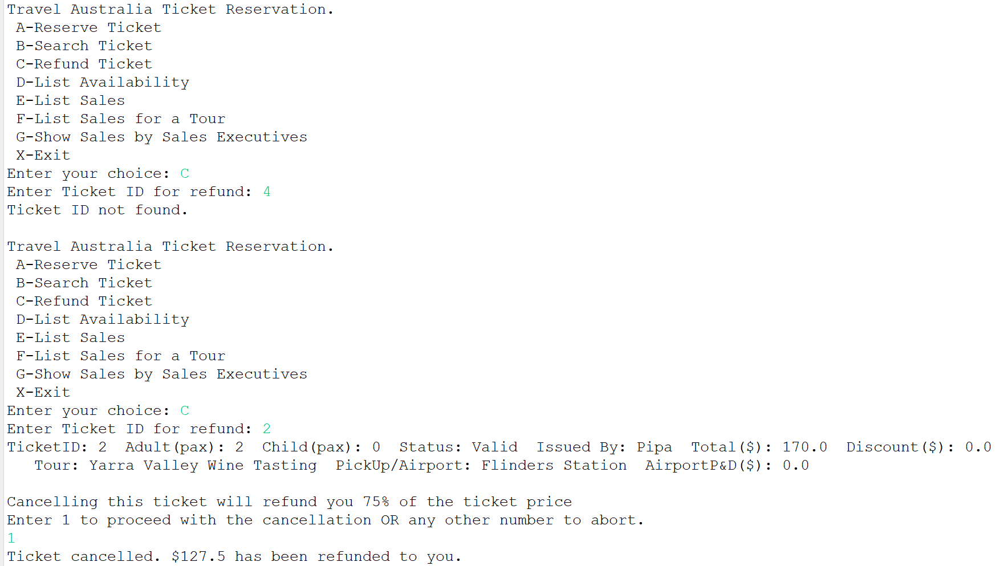 Travel Australia Ticket Reservation.
A-Reserve Ticket
B-Search Ticket
C-Refund Ticket
D-List Availability
E-List Sales
F-List Sales for a Tour
G-Show Sales by Sales Executives
X-Exit
Enter your choice: C
Enter Ticket ID for refund: 4
Ticket ID not found.
Travel Australia Ticket Reservation.
A-Reserve Ticket
B-Search Ticket
C-Refund Ticket
D-List Availability
E-List Sales
F-List Sales for a Tour
G-Show Sales by Sales Executives
X-Exit
Enter your choice: C
Enter Ticket ID for refund: 2
TicketID: 2  Adult(pax): 2  Child(pax): 0  Status: Valid  Issued By: Pipa  Total($): 170.0  Discount($): 0.0
Tour: Yarra Valley Wine Tasting  PickUp/Airport: Flinders Station  AirportP&D($): 0.0
Cancelling this ticket will refund you 75% of the ticket price
Enter 1 to proceed with the cancellation OR any other number to abort.
1
Ticket cancelled. $127.5 has been refunded to you.